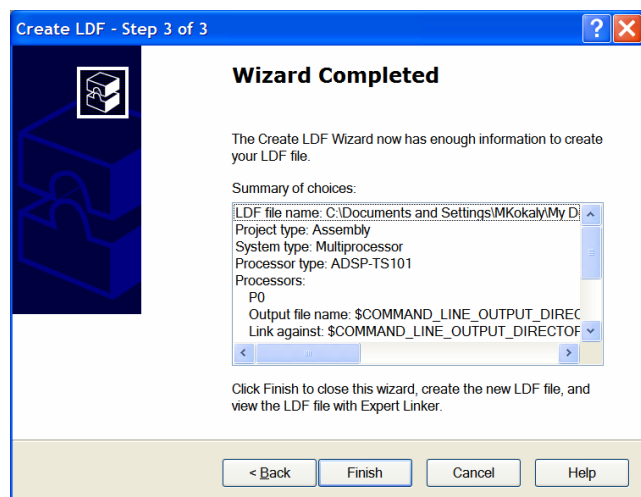 Create LDF - Step 3 of 3
Wizard Completed
The Create LDF Wizard now has enough information to create
your LDF file.
Summary of choices:
LDF file name: C:\Documents and Settings\MKokaly\My D
Project type: Assembly
System type: Multiprocessor
Processor type: ADSP-TS101
Processors:
P0
Output file name: $COMMAND_LINE_OUTPUT_DIREC
Link against: $COMMAND_LINE_OUTPUT_DIRECTOR
Click Finish to close this wizard, create the new LDF file, and
view the LDF file with Expert Linker.
< Back Finish Cancel Help